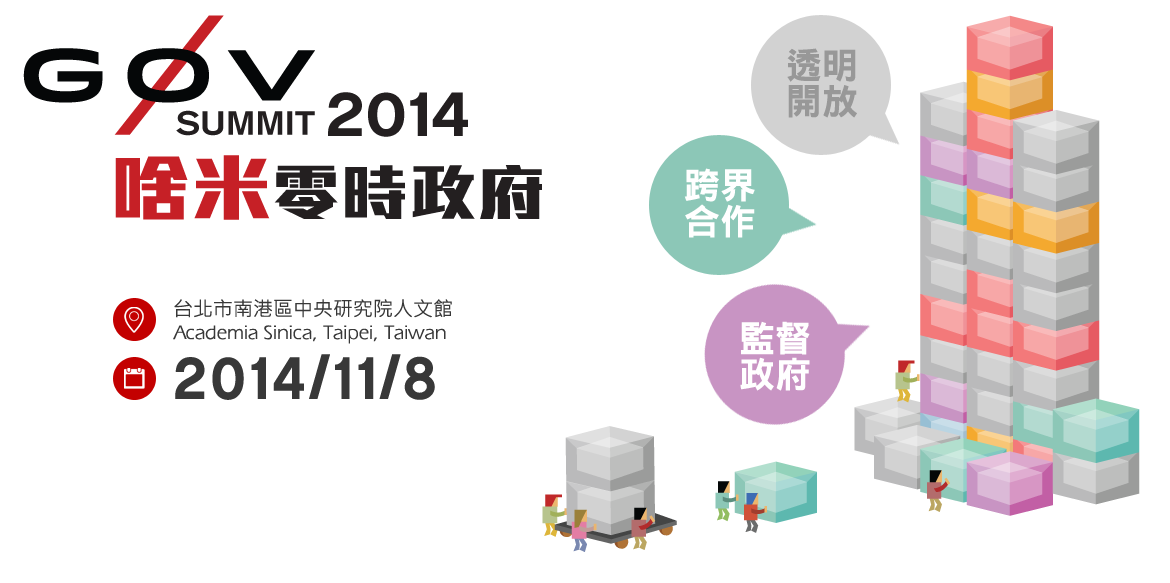 GØV
SUMMIT 2014
啥米零時政府
台北市南港區中央研究院人文館
Academia Sinica, Taipei, Taiwan
2014/11/8
透明
開放
跨界
合作
監督
政府